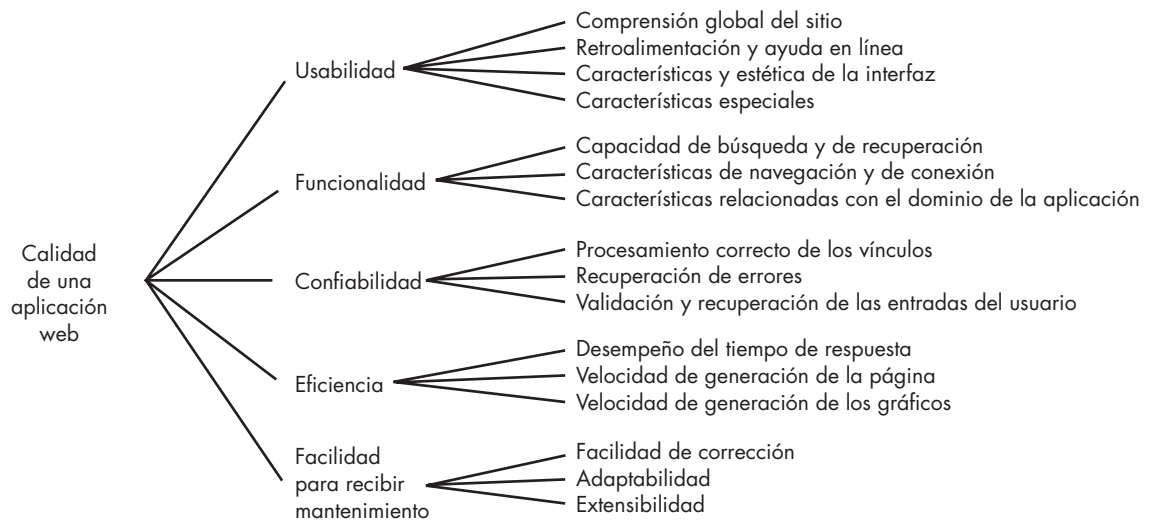 Calidad
de una
aplicación
web
Usabilidad
Comprensión global del sitio
Retroalimentación y ayuda en línea
Características y estética de la interfaz
Características especiales
Funcionalidad
Capacidad de búsqueda y de recuperación
Características de navegación y de conexión
Características relacionadas con el dominio de la aplicación
Confiabilidad
Procesamiento correcto de los vínculos
Recuperación de errores
Validación y recuperación de las entradas del usuario
Eficiencia
Desempeño del tiempo de respuesta
Velocidad de generación de la página
Velocidad de generación de los gráficos
Facilidad
para recibir
mantenimiento
Facilidad de corrección
Adaptabilidad
Extensibilidad